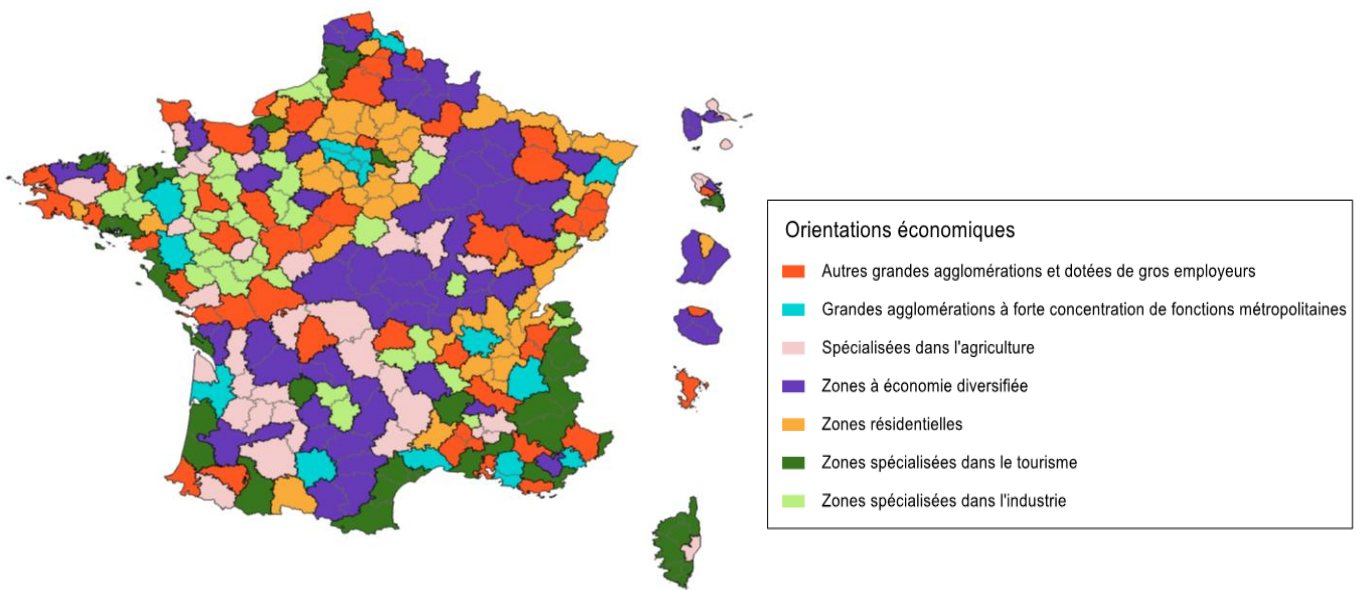 Orientations économiques
Autres grandes agglomérations et dotées de gros employeurs
Grandes agglomérations à forte concentration de fonctions métropolitaines
Spécialisées dans l'agriculture
Zones à économie diversifiée
Zones résidentielles
Zones spécialisées dans le tourisme
Zones spécialisées dans l'industrie